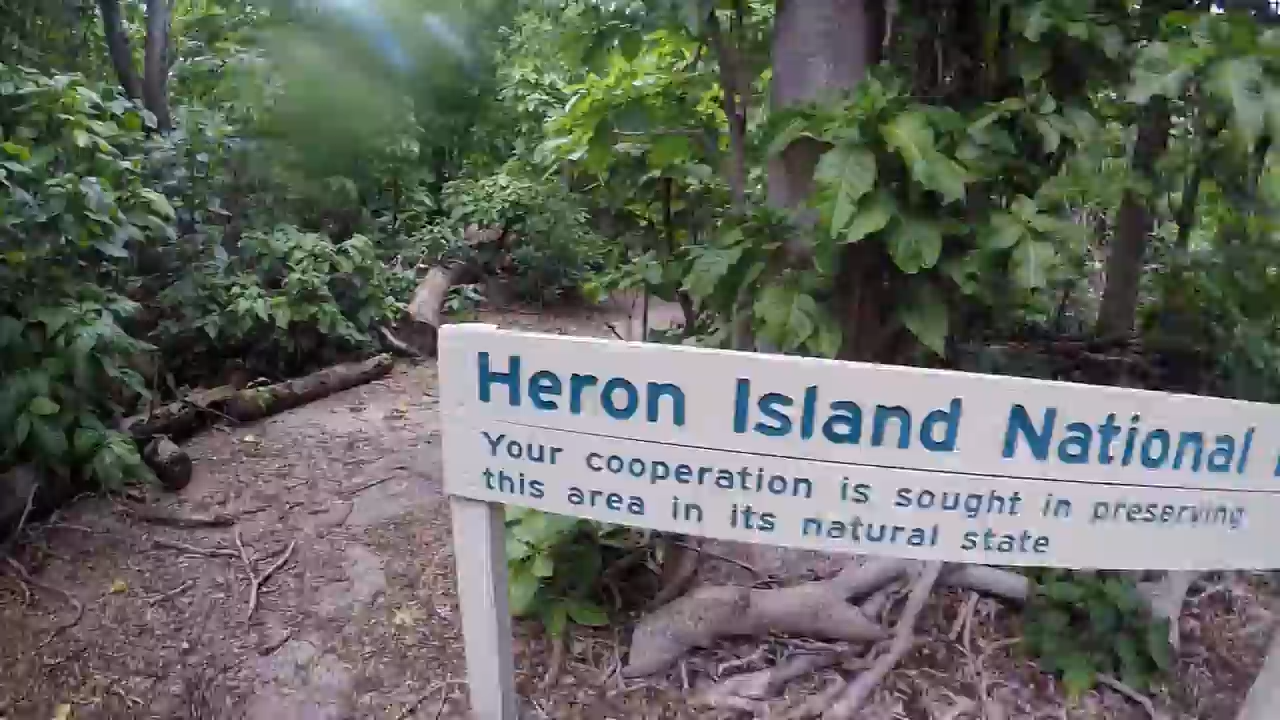 Heron Island National
Your cooperation is sought in preserving
this area in its natural state